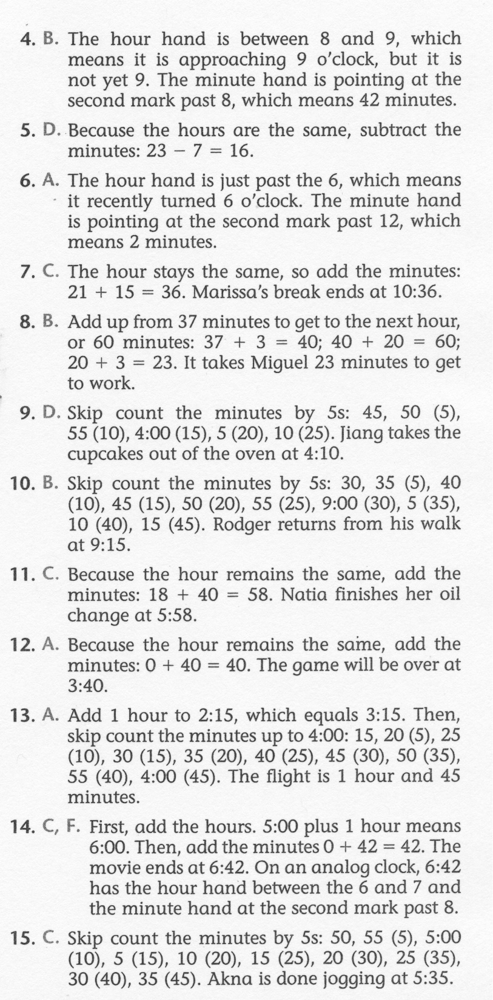 4. B. The hour hand is between 8 and 9, which
means it is approaching 9 o’clock, but it is
not yet 9. The minute hand is pointing at the
second mark past 8, which means 42 minutes.
5. D. Because the hours are the same, subtract the
minutes: 23 – 7 = 16.
6. A. The hour hand is just past the 6, which means
it recently turned 6 o’clock. The minute hand
is pointing at the second mark past 12, which
means 2 minutes.
7. C. The hour stays the same, so add the minutes:
21 + 15 = 36. Marissa’s break ends at 10:36.
8. B. Add up from 37 minutes to get to the next hour,
or 60 minutes: 37 + 3 = 40; 40 + 20 = 60;
20 + 3 = 23. It takes Miguel 23 minutes to get
to work.
9. D. Skip count the minutes by 5s: 45, 50 (5),
55 (10), 4:00 (15), 5 (20), 10 (25). Jiang takes the
cupcakes out of the oven at 4:10.
10. B. Skip count the minutes by 5s: 30, 35 (5), 40
(10), 45 (15), 50 (20), 55 (25), 9:00 (30), 5 (35),
10 (40), 15 (45). Rodger returns from his walk
at 9:15.
11. C. Because the hour remains the same, add the
minutes: 18 + 40 = 58. Natia finishes her oil
change at 5:58.
12. A. Because the hour remains the same, add the
minutes: 0 + 40 = 40. The game will be over at
3:40.
13. A. Add 1 hour to 2:15, which equals 3:15. Then,
skip count the minutes up to 4:00: 15, 20 (5), 25
(10), 30 (15), 35 (20), 40 (25), 45 (30), 50 (35),
55 (40), 4:00 (45). The flight is 1 hour and 45
minutes.
14. C, F. First, add the hours. 5:00 plus 1 hour means
6:00. Then, add the minutes 0 + 42 = 42. The
movie ends at 6:42. On an analog clock, 6:42
has the hour hand between the 6 and 7 and
the minute hand at the second mark past 8.
15. C. Skip count the minutes by 5s: 50, 55 (5), 5:00
(10), 5 (15), 10 (20), 15 (25), 20 (30), 25 (35),
30 (40), 35 (45). Akna is done jogging at 5:35.